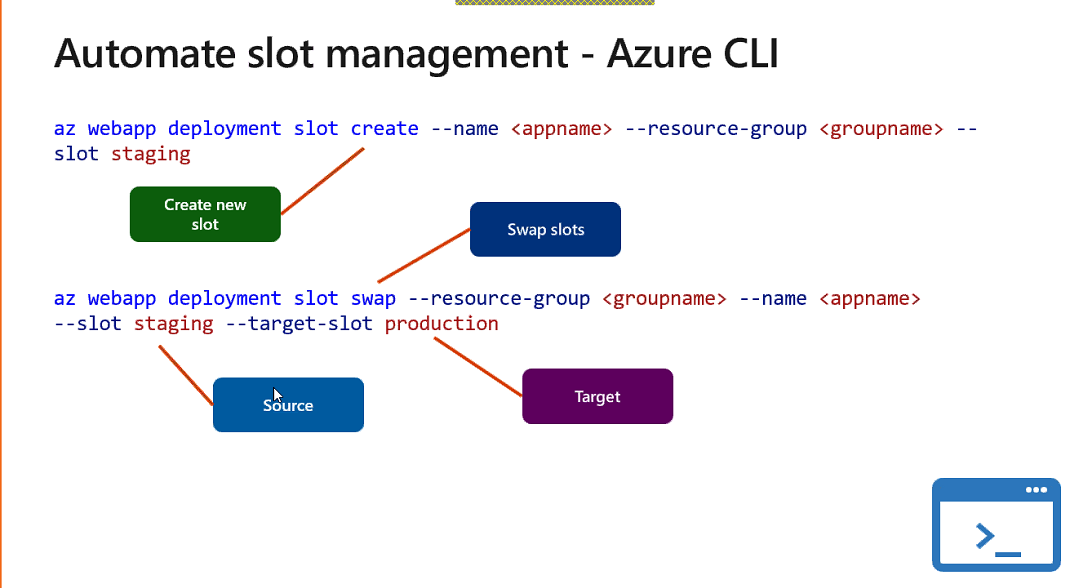 Automate slot management - Azure CLI
az webapp deployment slot create --name <appname> --resource-group <groupname> --
slot staging
Create new
slot
Swap slots
az webapp deployment slot swap --resource-group <groupname> --name <appname>
--slot staging --target-slot production
Source
Target